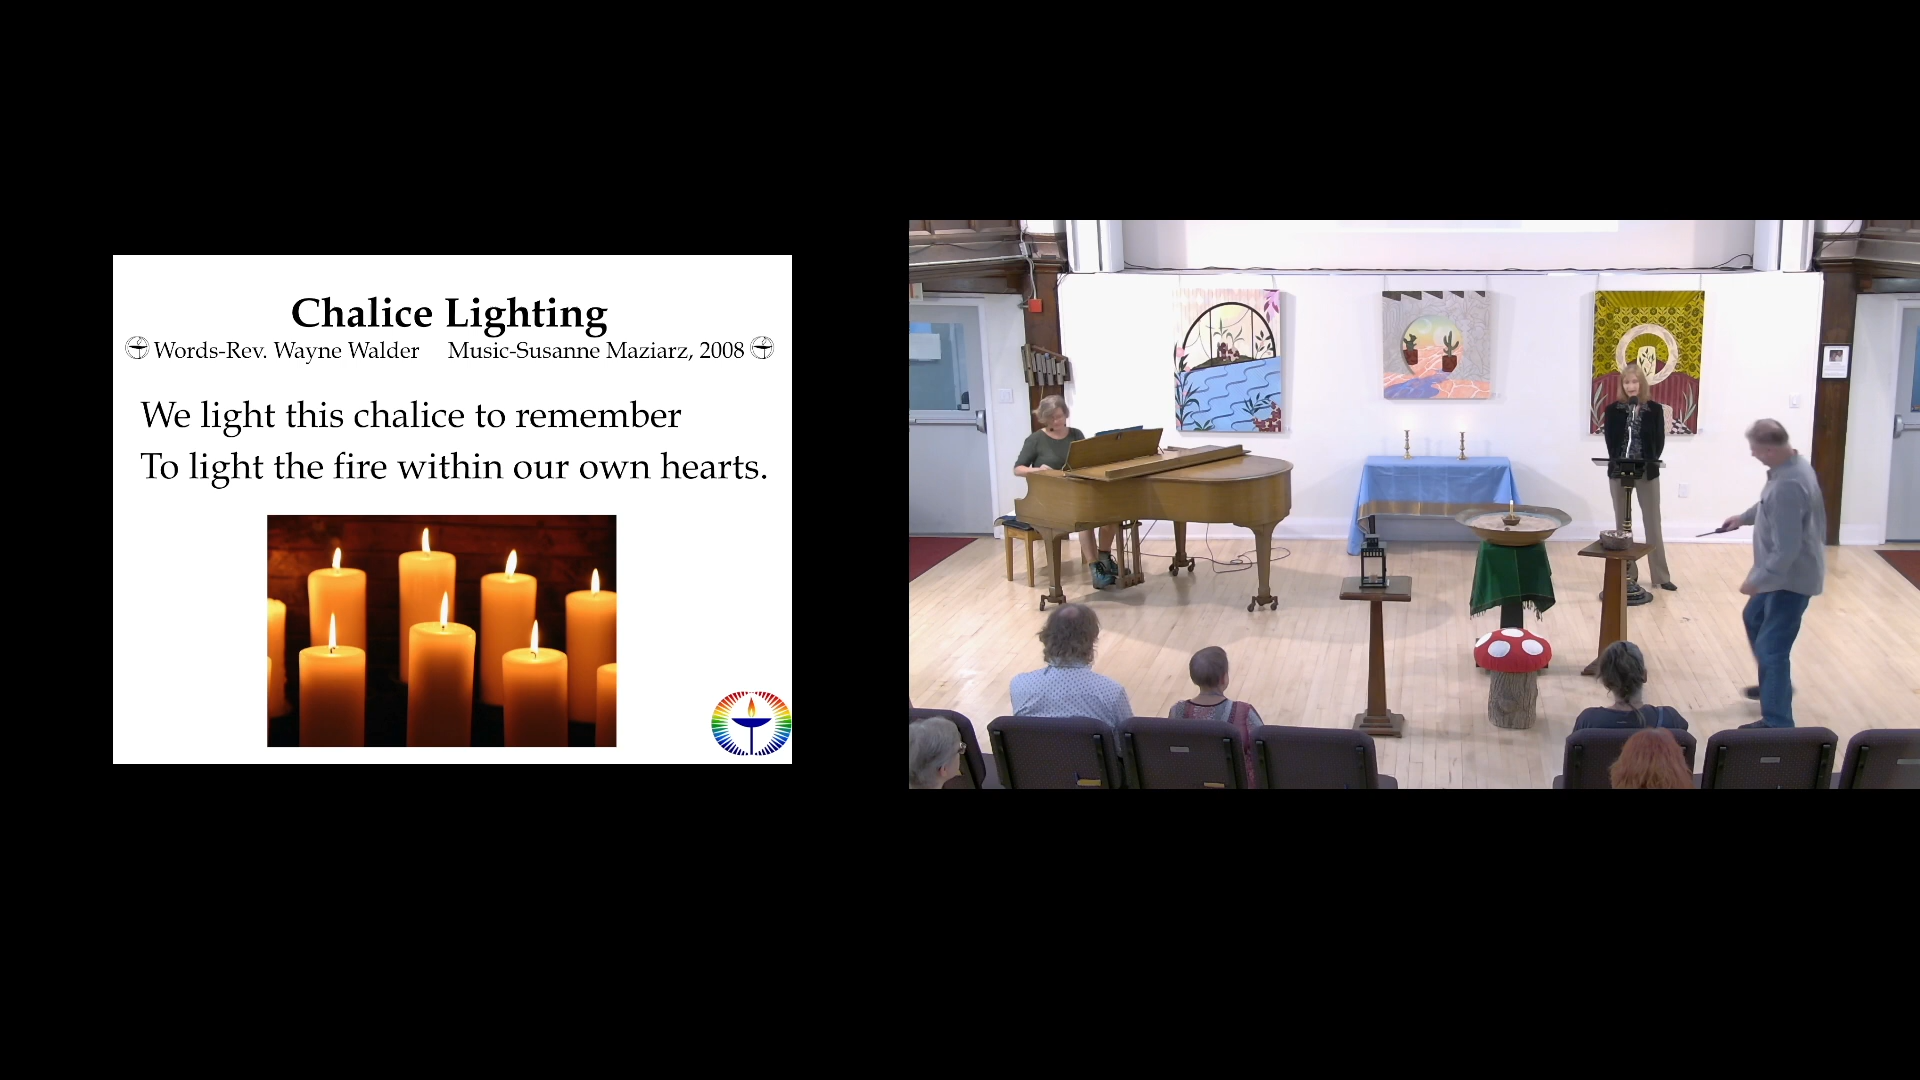 Chalice Lighting
Words-Rev. Wayne Walder Music-Susanne Maziarz, 2008
We light this chalice to remember
To light the fire within our own hearts.